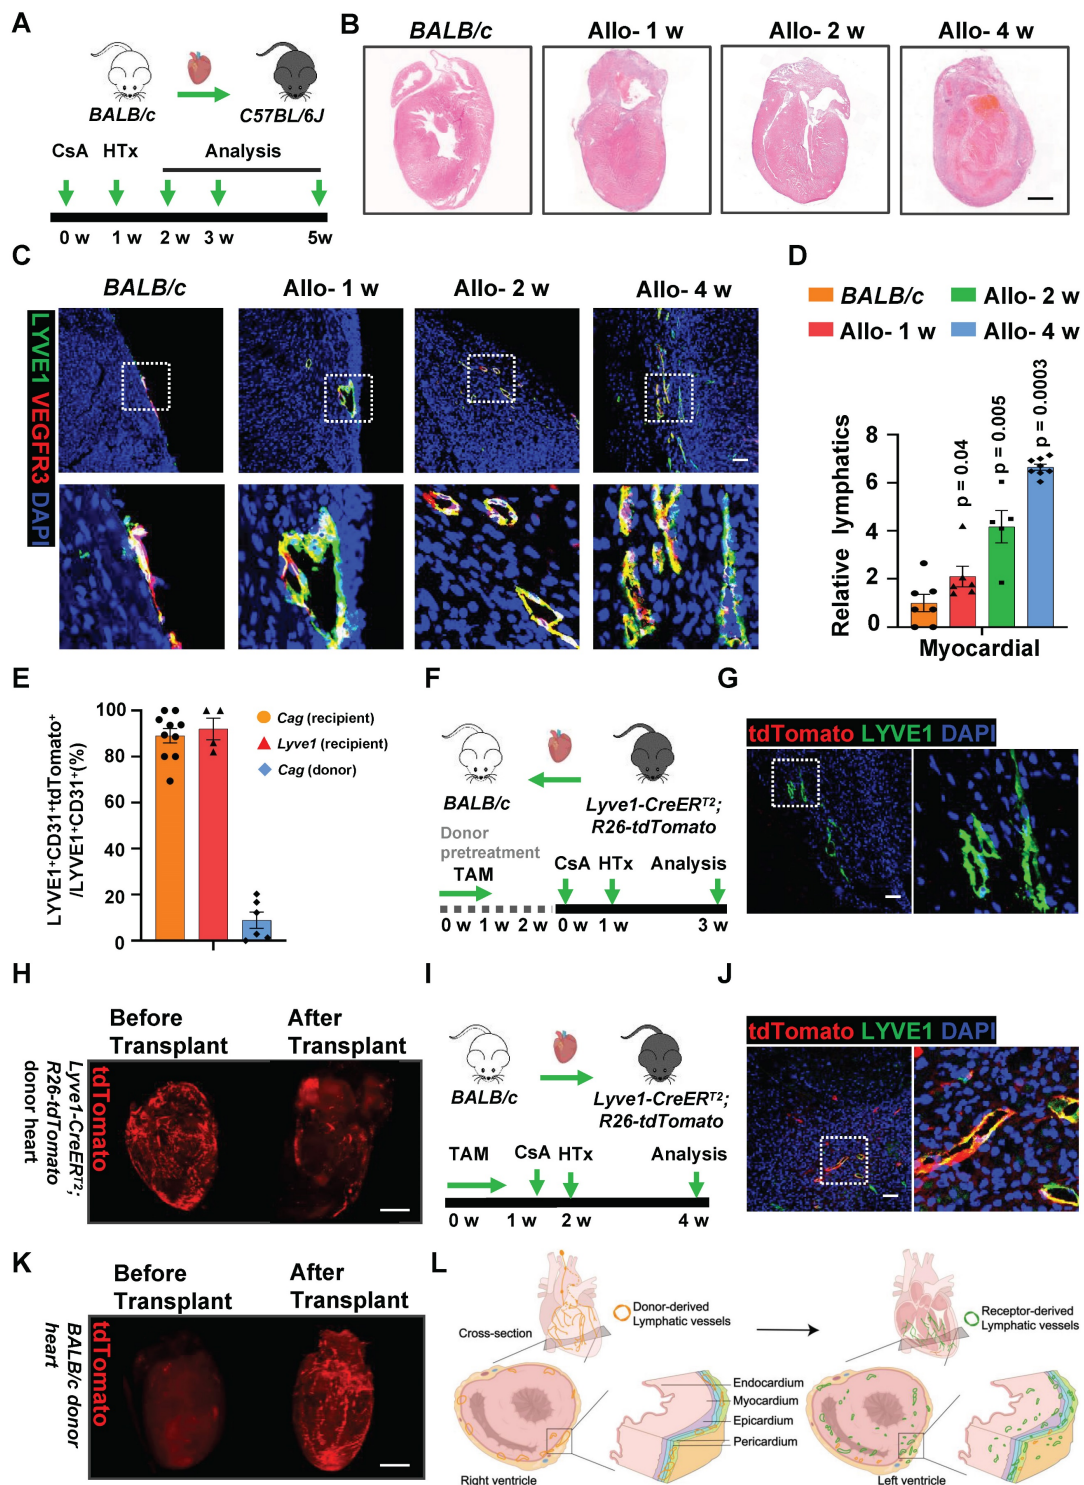 A
BALB/c
C57BL/6J
CsA HTx Analysis
0 w 1 w 2 w 3 w 5w
B
BALB/c Allo- 1 w Allo- 2 w Allo- 4 w
C
BALB/c Allo- 1 w Allo- 2 w Allo- 4 w
LYVE1 VEGFR3 DAPI
D
BALB/c Allo- 2 w
Allo- 1 w Allo- 4 w
Relative lymphatics
8
6
4
2
0
p = 0.04
p = 0.005
p = 0.0003
Myocardial
E
LYVE1⁺CD31⁺tdTomato⁺
/LYVE1⁺CD31⁺(%)
100
80
60
40
20
0
Cag (recipient)
Lyve1 (recipient)
Cag (donor)
F
BALB/c
Lyve1-CreERᵀ²;
R26-tdTomato
Donor
pretreatment
TAM
CsA HTx Analysis
0 w 1 w 2 w 0 w 1 w 3 w
G
tdTomato LYVE1 DAPI
H
Before
Transplant
After
Transplant
Lyve1-CreERᵀ²;
R26-tdTomato
donor heart
tdTomato
I
BALB/c
Lyve1-CreERᵀ²;
R26-tdTomato
TAM CsA HTx Analysis
0 w 1 w 2 w 4 w
J
tdTomato LYVE1 DAPI
K
Before
Transplant
After
Transplant
BALB/c donor
heart
tdTomato
L
Donor-derived
Lymphatic vessels
Receptor-derived
Lymphatic vessels
Cross-section
Endocardium
Myocardium
Epicardium
Pericardium
Right ventricle
Left ventricle